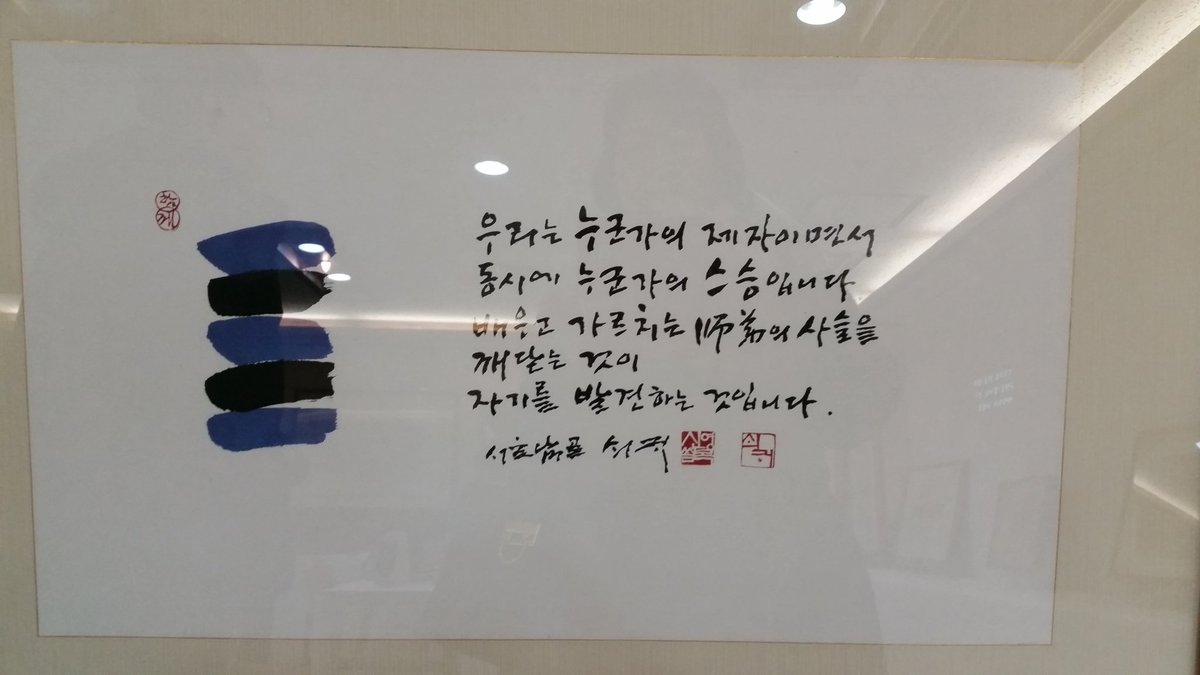 우리는 누군가의 제자이면서
동시에 누군가의 스승입니다
배우고 가르치는 師弟의 사슬을
깨닫는 것이
자기를 발견하는 것입니다.